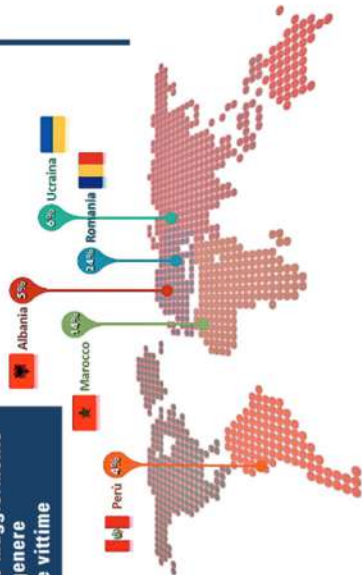 genere
vittime
6%
Ucraina
24%
Romania
5%
Albania
14%
Marocco
4%
Perù